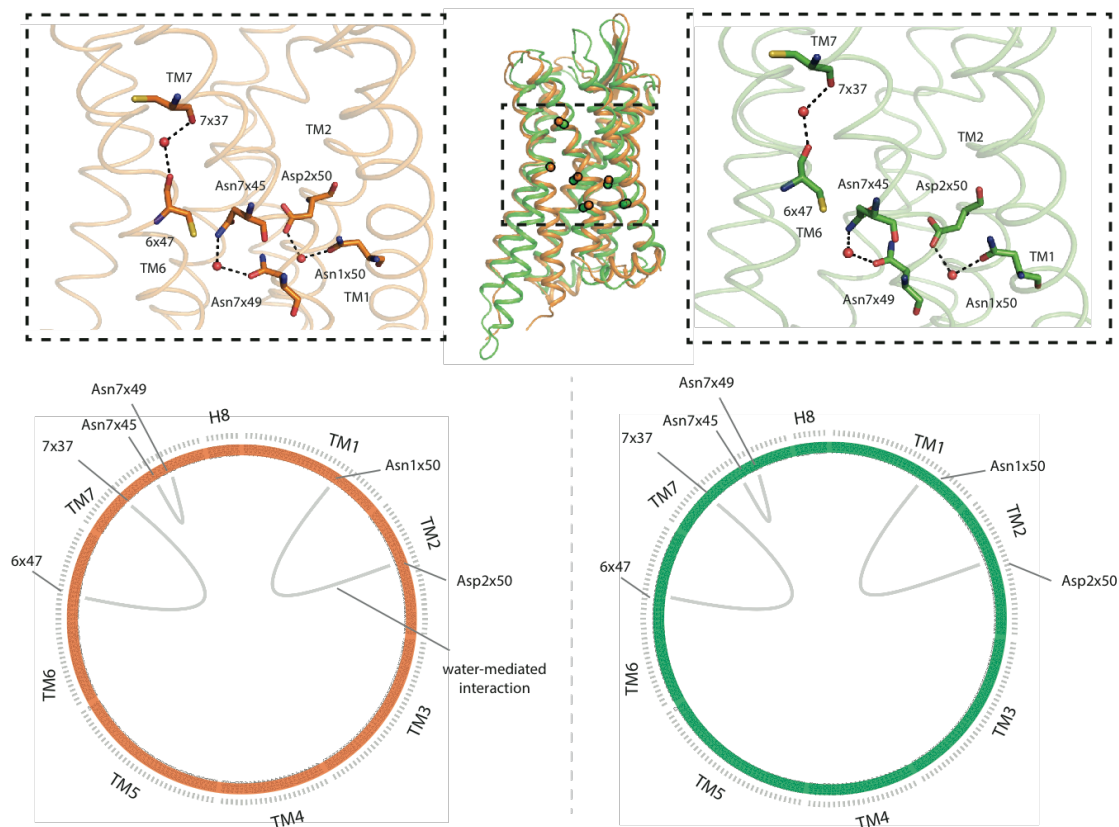 TM7
7x37
TM2
Asn7x45
Asp2x50
6x47
TM6
Asn1x50
Asn7x49
TM1
TM7
7x37
TM2
Asn7x45
Asp2x50
6x47
TM6
TM1
Asn7x49
Asn1x50
Asn7x49
H8
Asn7x45
TM1
7x37
Asn1x50
TM7
TM2
6x47
Asp2x50
water-mediated
interaction
TM6
TM3
TM5
TM4
Asn7x49
H8
Asn7x45
TM1
7x37
Asn1x50
TM7
TM2
6x47
Asp2x50
TM6
TM3
TM5
TM4